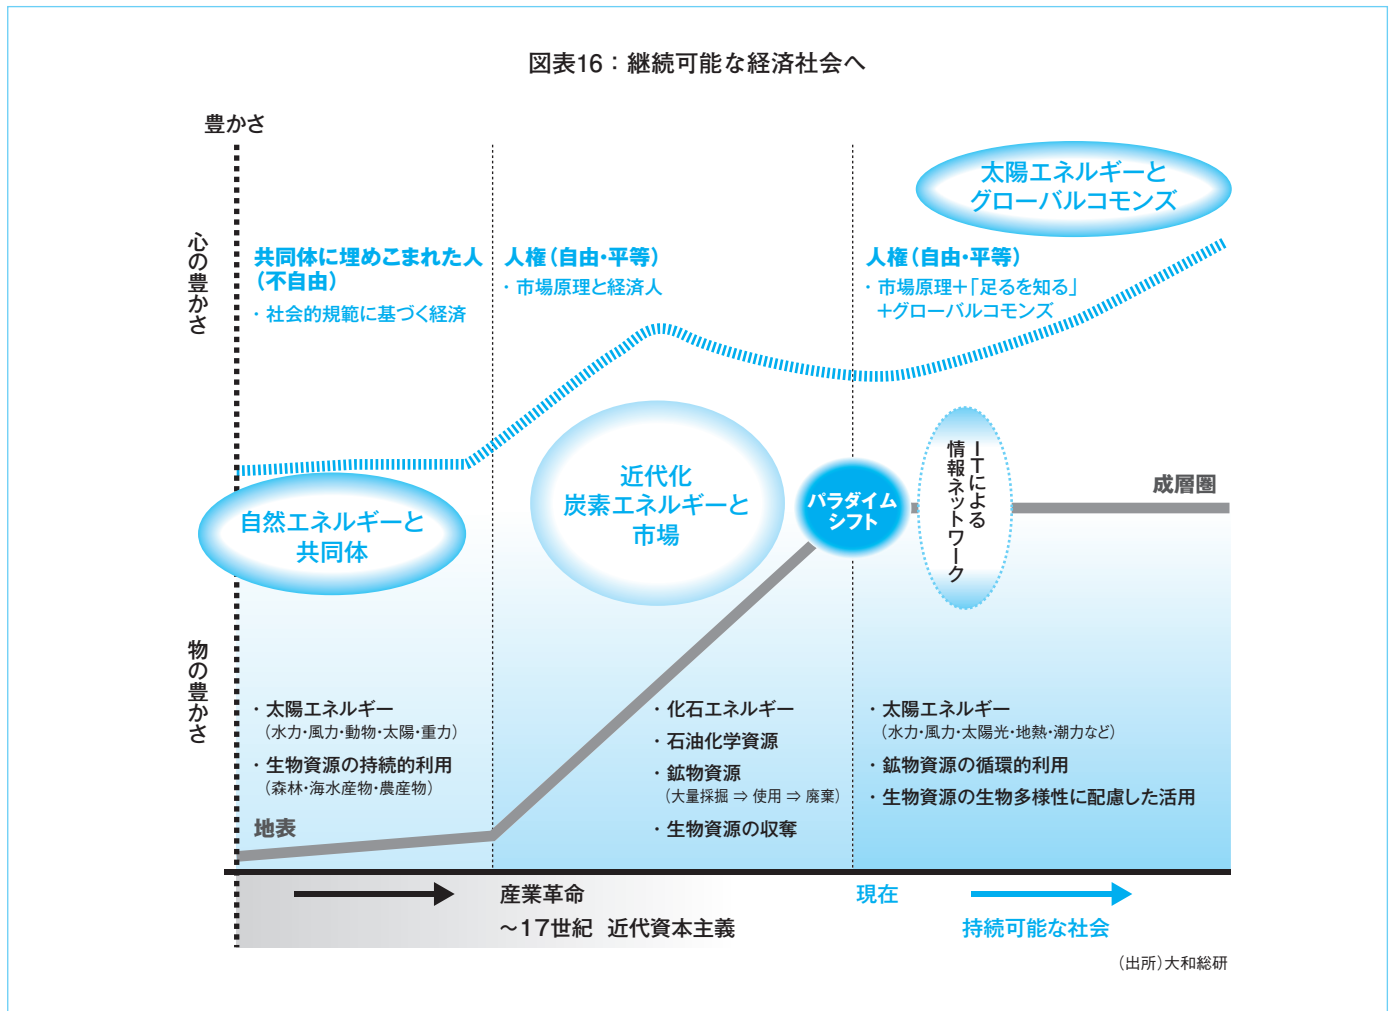 図表16：継続可能な経済社会へ
豊かさ
心の豊かさ
物の豊かさ
共同体に埋めこまれた人
（不自由）
・社会的規範に基づく経済
人権（自由・平等）
・市場原理と経済人
太陽エネルギーと
グローバルコモンズ
人権（自由・平等）
・市場原理＋「足るを知る」
＋グローバルコモンズ
自然エネルギーと
共同体
近代化
炭素エネルギーと
市場
パラダイム
シフト
ITによる
情報ネットワーク
成層圏
・太陽エネルギー
（水力・風力・動物・太陽・重力）
・生物資源の持続的利用
（森林・海水産物・農産物）
地表
・化石エネルギー
・石油化学資源
・鉱物資源
（大量採掘 ⇒ 使用 ⇒ 廃棄）
・生物資源の収奪
・太陽エネルギー
（水力・風力・太陽光・地熱・潮力など）
・鉱物資源の循環的利用
・生物資源の生物多様性に配慮した活用
産業革命
～17世紀 近代資本主義
現在
持続可能な社会
（出所）大和総研